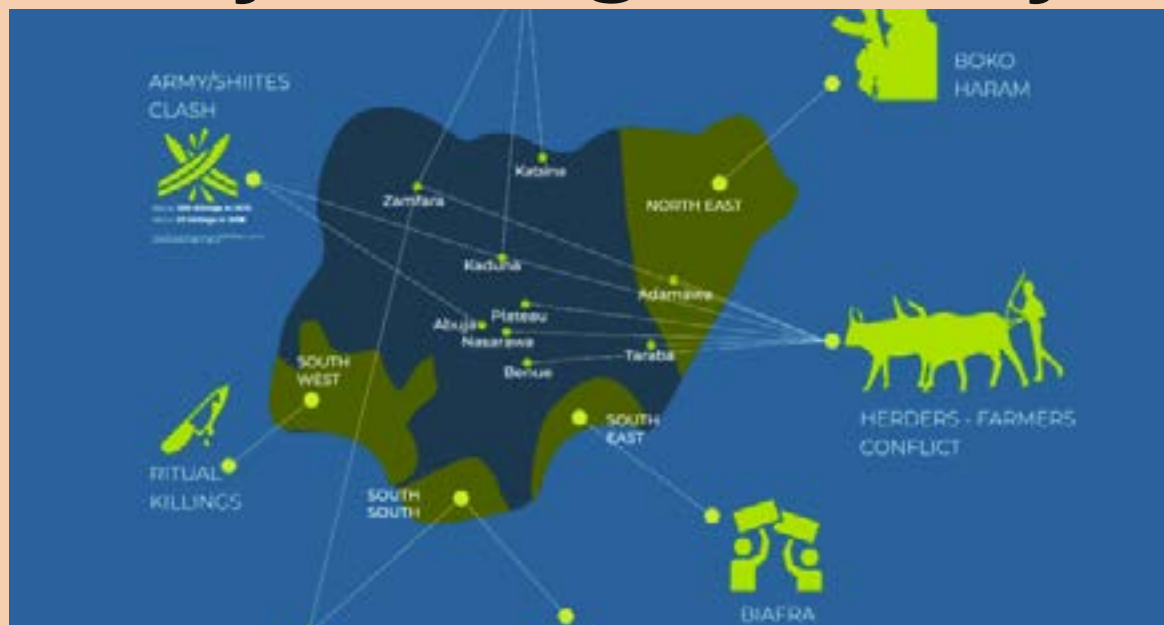 ARMY/SHIITES
CLASH
BOKO
HARAM
Katsina
Zamfara
NORTH EAST
Kaduna
Adamawa
Plateau
Abuja
Nasarawa
Taraba
Benue
SOUTH
WEST
SOUTH
EAST
HERDERS - FARMERS
CONFLICT
RITUAL
KILLINGS
SOUTH
SOUTH
BIAFRA